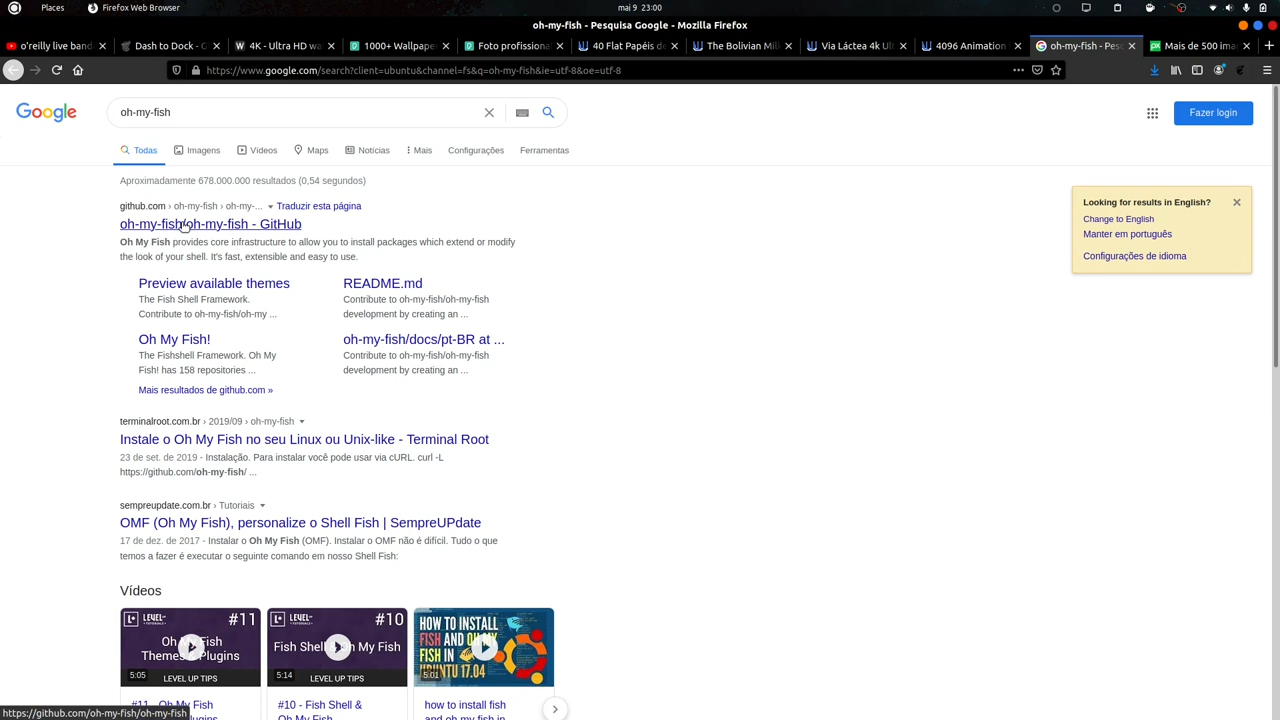 Places
Firefox Web Browser
mai 9 23:00
oh-my-fish - Pesquisa Google - Mozilla Firefox
o'reilly live band
Dash to Dock - G
4K - Ultra HD wa
1000+ Wallpape
Foto profissiona
40 Flat Papéis de
The Bolivian Mil
Via Láctea 4k Ul
4096 Animation
oh-my-fish - Pes
Mais de 500 ima
https://www.google.com/search?client=ubuntu&channel=fs&q=oh-my-fish&ie=utf-8&oe=utf-8
Google
oh-my-fish
Fazer login
Todas
Imagens
Vídeos
Maps
Notícias
Mais
Configurações
Ferramentas
Aproximadamente 678.000.000 resultados (0,54 segundos)
github.com › oh-my-fish › oh-my-... Traduzir esta página
oh-my-fish/oh-my-fish - GitHub
Oh My Fish provides core infrastructure to allow you to install packages which extend or modify
the look of your shell. It's fast, extensible and easy to use.
Preview available themes
The Fish Shell Framework.
Contribute to oh-my-fish/oh-my ...
README.md
Contribute to oh-my-fish/oh-my-fish
development by creating an ...
Oh My Fish!
The Fishshell Framework. Oh My
Fish! has 158 repositories ...
oh-my-fish/docs/pt-BR at ...
Contribute to oh-my-fish/oh-my-fish
development by creating an ...
Mais resultados de github.com »
terminalroot.com.br › 2019/09 › oh-my-fish
Instale o Oh My Fish no seu Linux ou Unix-like - Terminal Root
23 de set. de 2019 - Instalação. Para instalar você pode usar via cURL. curl -L
https://github.com/oh-my-fish/ ...
sempreupdate.com.br › Tutoriais
OMF (Oh My Fish), personalize o Shell Fish | SempreUPdate
17 de dez. de 2017 - Instalar o Oh My Fish (OMF). Instalar o OMF não é difícil. Tudo o que
temos a fazer é executar o seguinte comando em nosso Shell Fish:
Vídeos
LEVEL UP TUTORIALS #11
Oh My Fish
Themes & Plugins
5:05
LEVEL UP TIPS
LEVEL UP TUTORIALS #10
Fish Shell & Oh My Fish
5:14
LEVEL UP TIPS
HOW TO INSTALL
FISH AND OH MY
FISH IN
UBUNTU 17.04
5:01
#11 - Oh My Fish
Plugins
#10 - Fish Shell &
Oh My Fish
how to install fish
and oh my fish in
Looking for results in English?
Change to English
Manter em português
Configurações de idioma
https://github.com/oh-my-fish/oh-my-fish